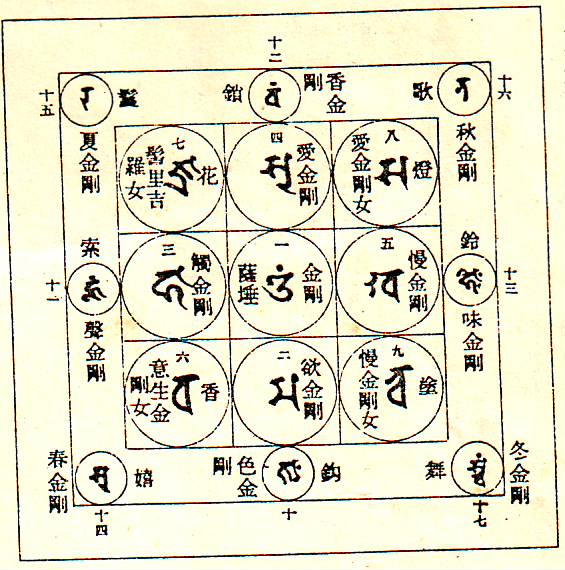 十二
十六
歌
秋金剛
香金
剛
鎖
鬘
十五
夏金剛
八
燈
愛金剛女
四
愛金剛
七
花
髻里吉
羅女
鈴
十三
味金剛
五
慢金剛
一
金剛
薩埵
三
觸金剛
索
十一
聲金剛
九
塗
慢金剛女
二
欲金剛
六
香
意生金
剛女
冬金剛
舞
十七
鈎
色金
剛
十
嬉
春金剛
十四